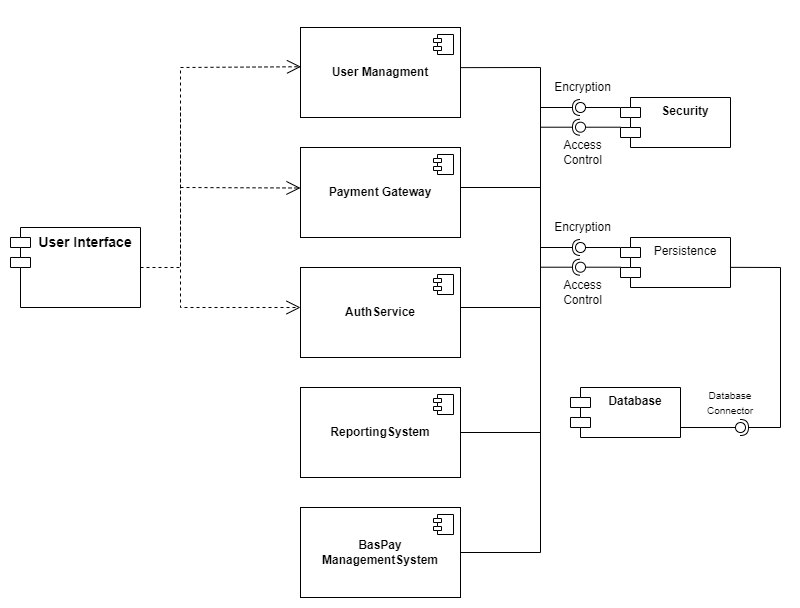 User Managment
Encryption
Security
Access
Control
Payment Gateway
User Interface
Encryption
Persistence
Access
Control
AuthService
Database
Database
Connector
ReportingSystem
BasPay
ManagementSystem